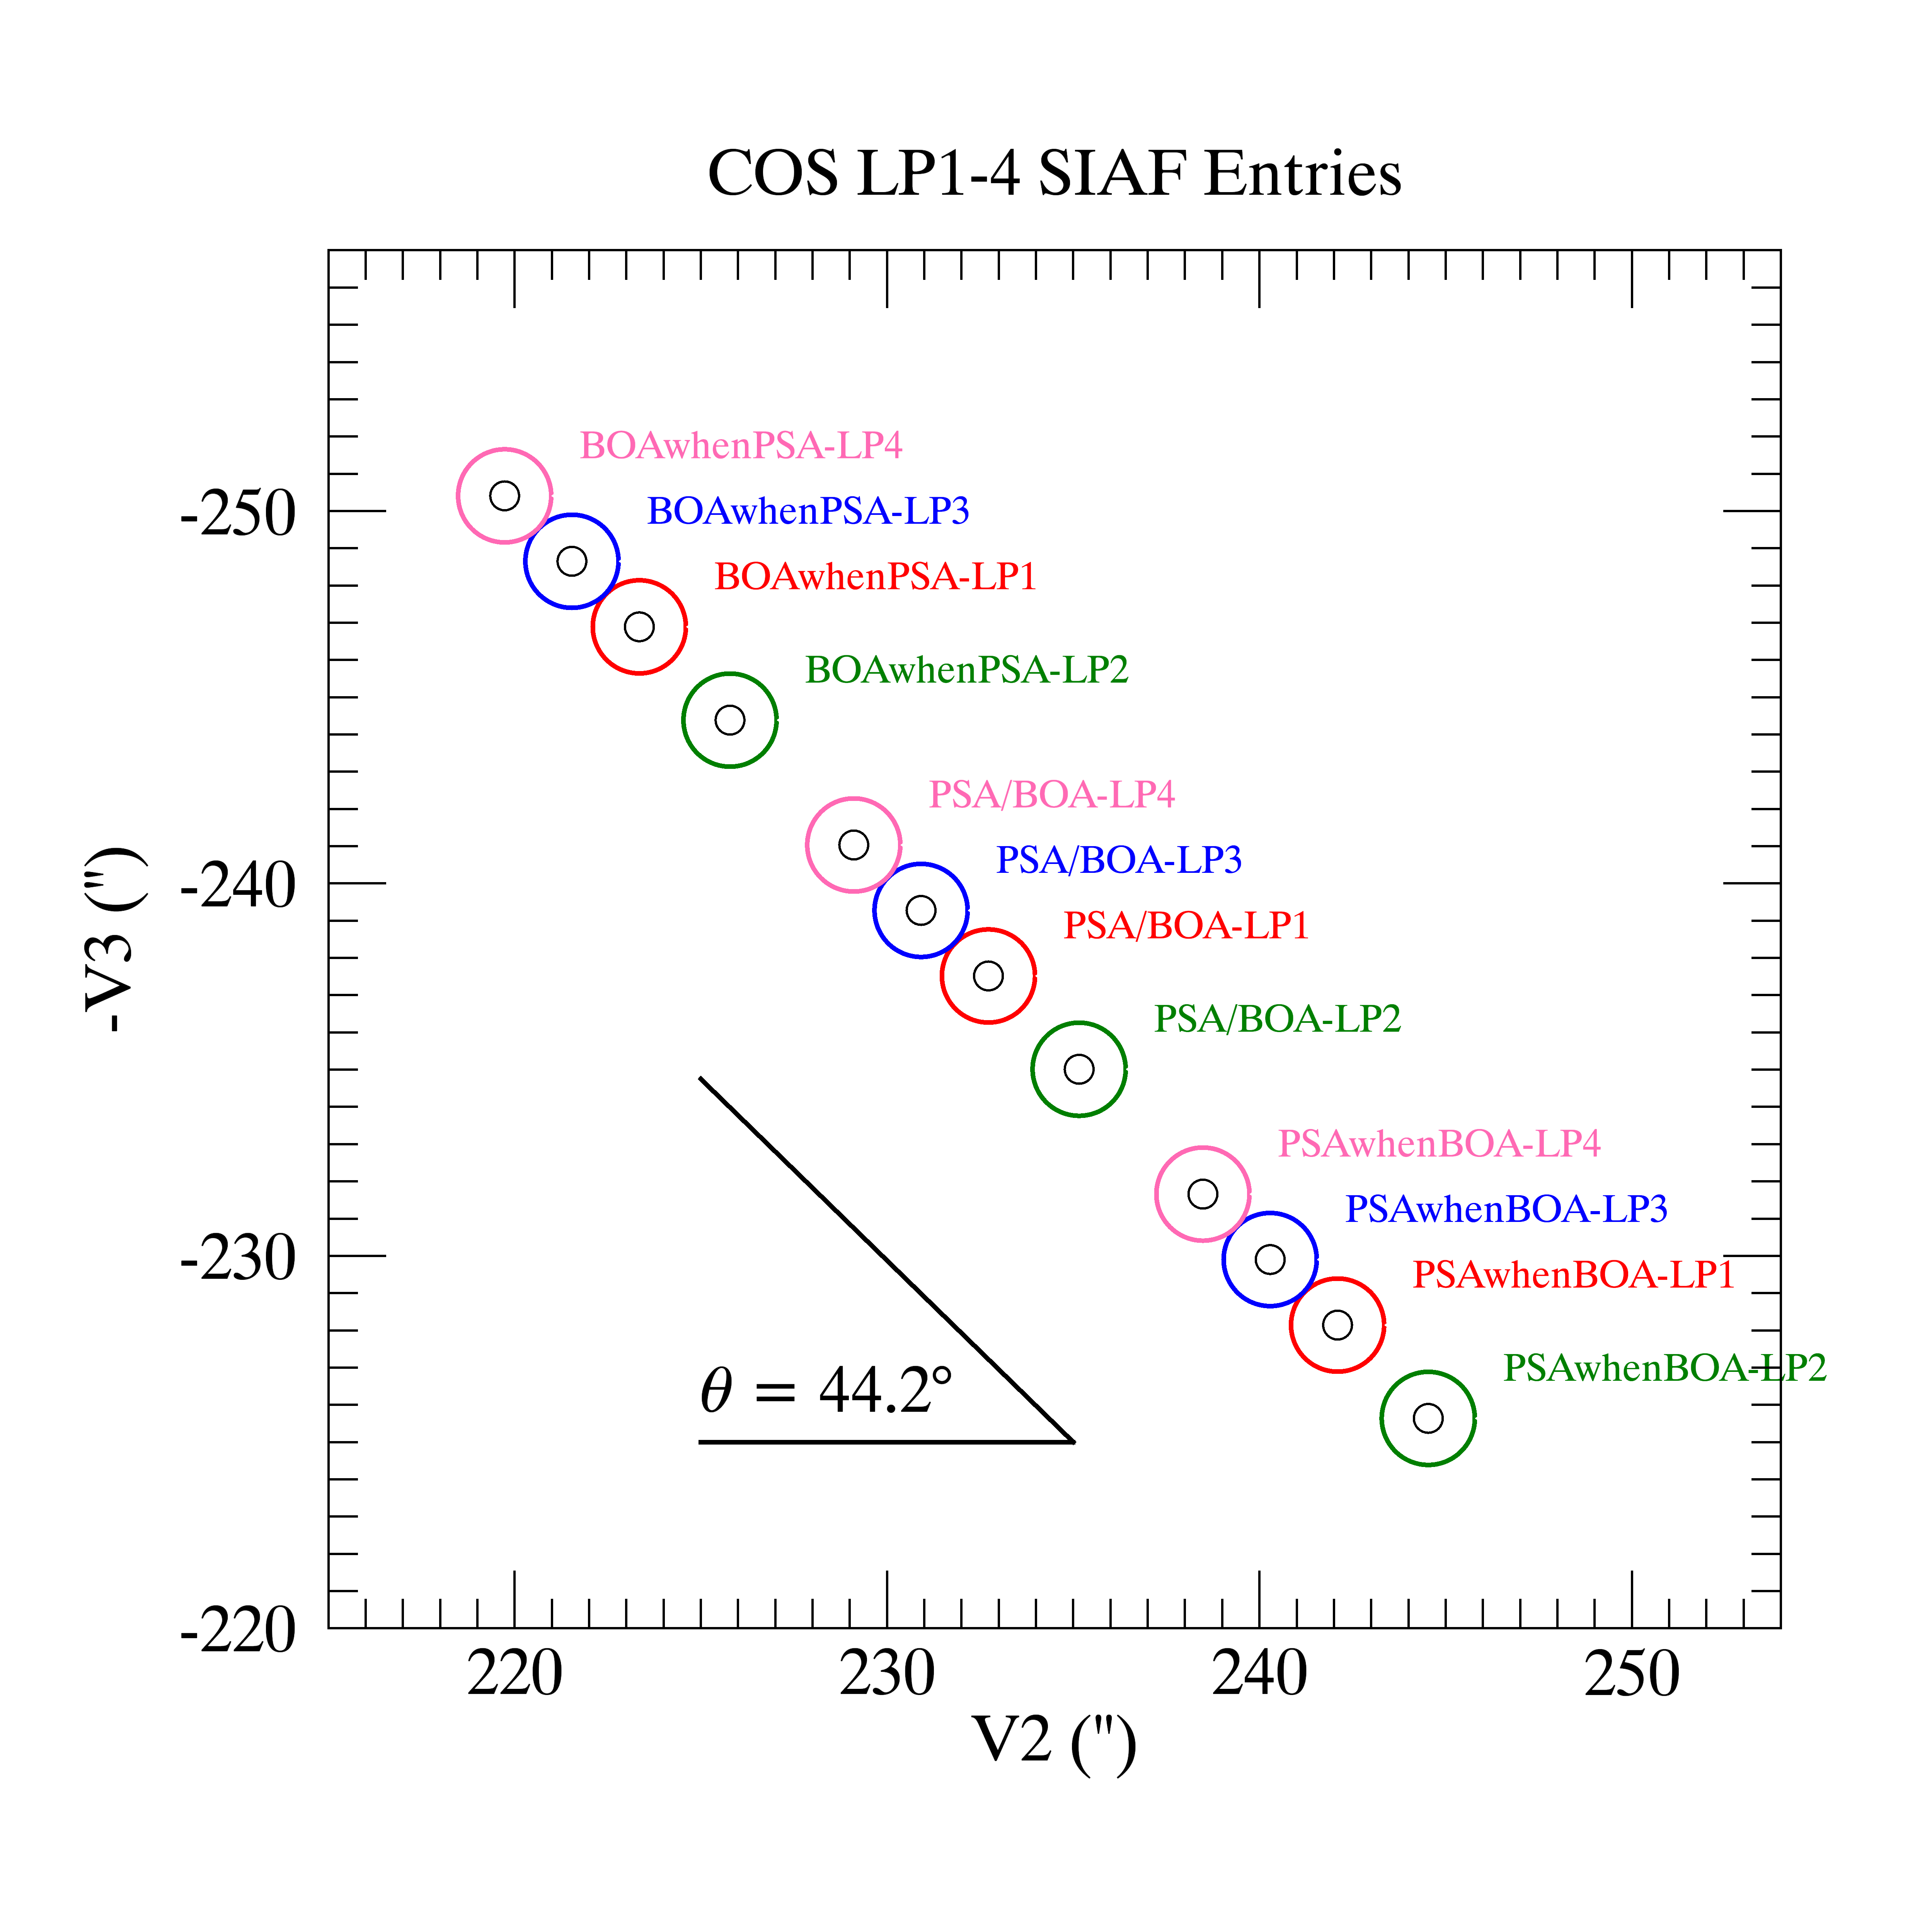 COS LP1-4 SIAF Entries
BOAwhenPSA-LP4
-250
BOAwhenPSA-LP3
BOAwhenPSA-LP1
BOAwhenPSA-LP2
PSA/BOA-LP4
PSA/BOA-LP3
-240
PSA/BOA-LP1
-V3 (")
PSA/BOA-LP2
PSAwhenBOA-LP4
PSAwhenBOA-LP3
-230
PSAwhenBOA-LP1
PSAwhenBOA-LP2
θ = 44.2°
-220
220 230 240 250
V2 (")